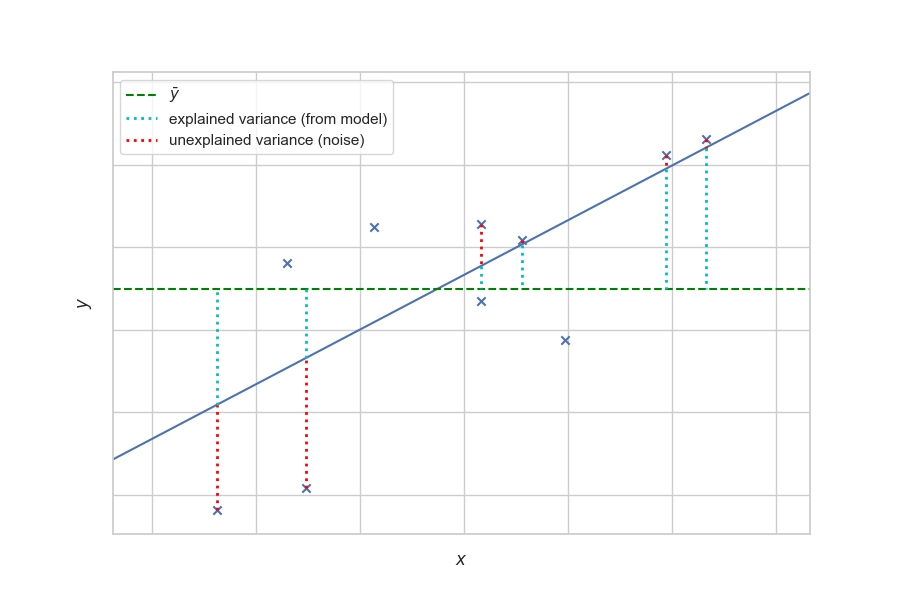 ȳ
explained variance (from model)
unexplained variance (noise)
y
x